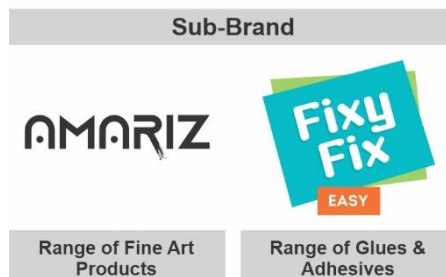 Sub-Brand
AMARIZ
Fixy
Fix
EASY
Range of Fine Art
Products
Range of Glues &
Adhesives